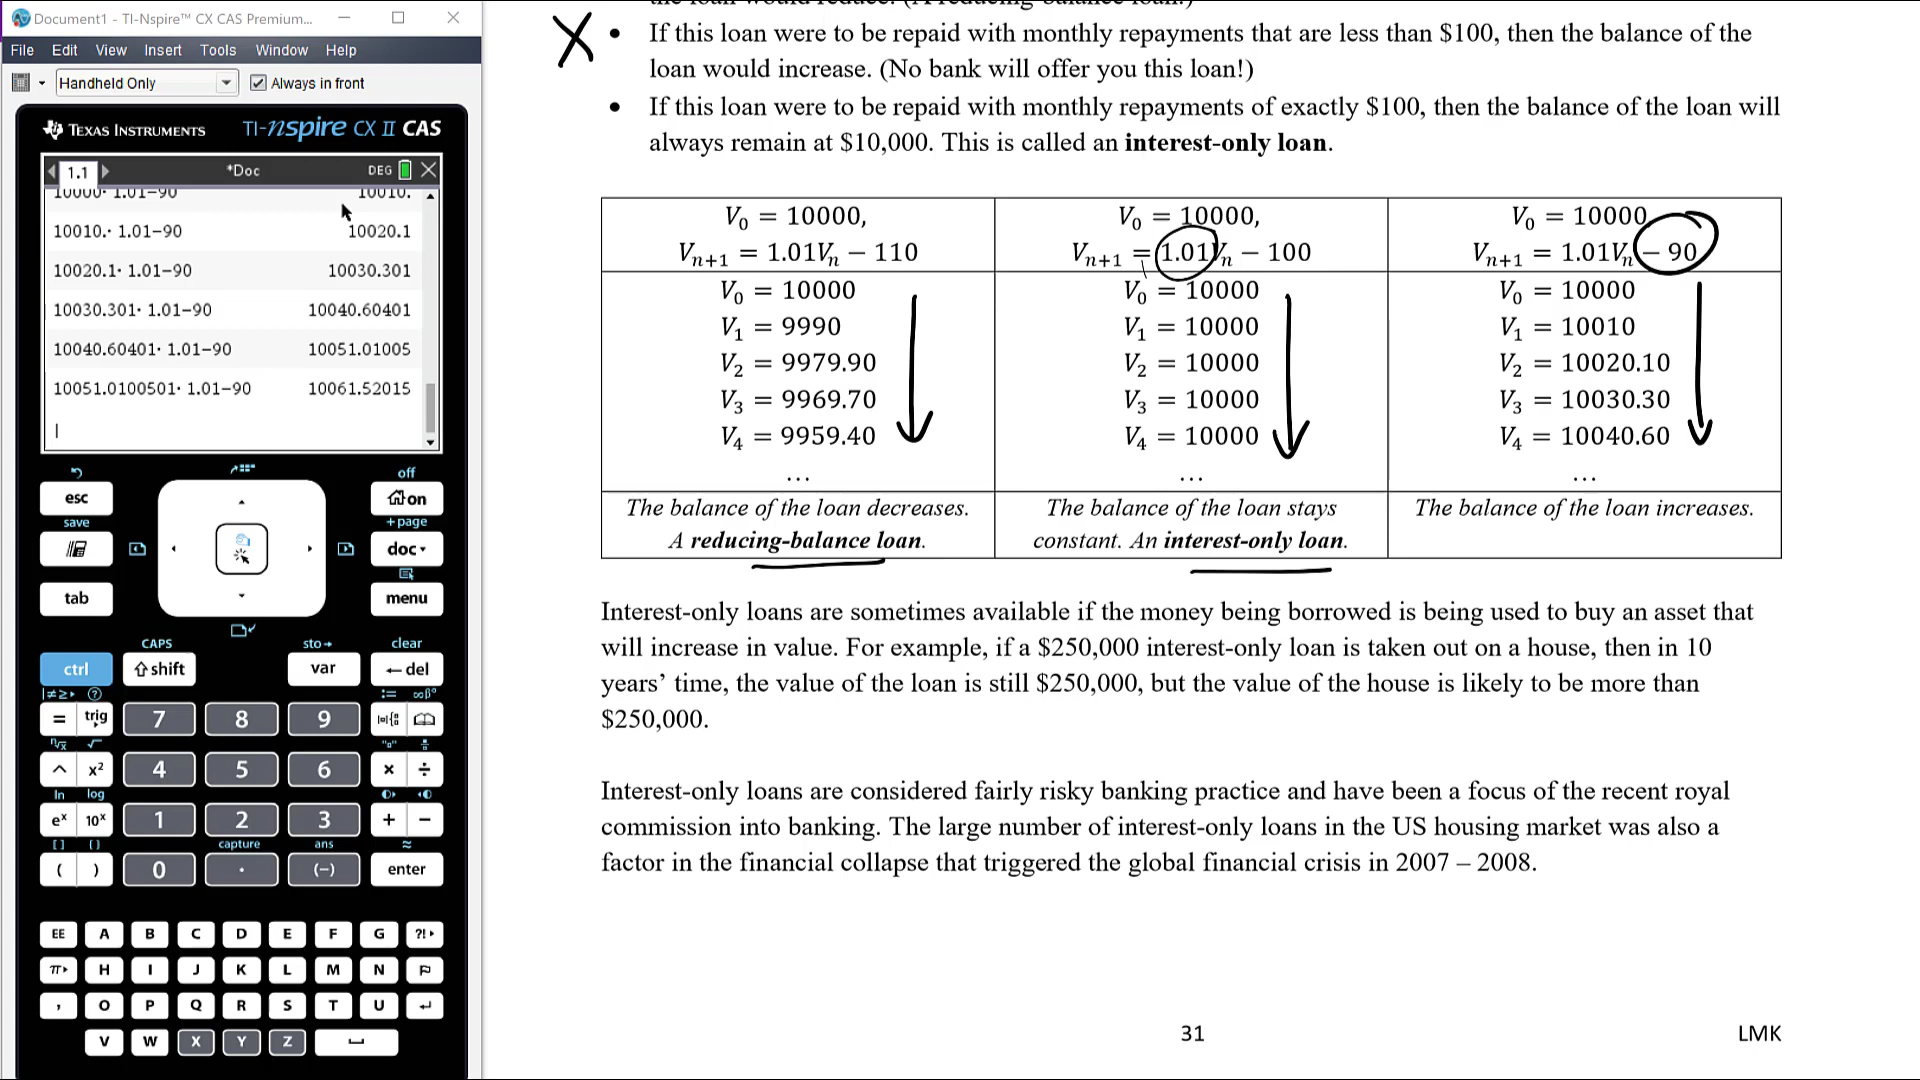 Document1 - TI-Nspire™ CX CAS Premium...
File Edit View Insert Tools Window Help
Handheld Only
Always in front
TEXAS INSTRUMENTS TI-nspire CX II CAS
1.1 *Doc DEG
10000· 1.01–90 10010.
10010.· 1.01–90 10020.1
10020.1· 1.01–90 10030.301
10030.301· 1.01–90 10040.60401
10040.60401· 1.01–90 10051.01005
10051.0100501· 1.01–90 10061.52015
off
esc on
save +page
doc
tab menu
CAPS sto→ clear
ctrl shift var ← del
|≠≥▸ ? := ∞β°
= trig 7 8 9
ⁿ√x √ "□"
^ x² 4 5 6 × ÷
ln log
eˣ 10ˣ 1 2 3 + −
[ ] { } capture ans ≈
( ) 0 . (−) enter
EE A B C D E F G ?!▸
π▸ H I J K L M N
, O P Q R S T U ↵
V W X Y Z
the loan would reduce. (A reducing-balance loan.)
X
• If this loan were to be repaid with monthly repayments that are less than $100, then the balance of the
loan would increase. (No bank will offer you this loan!)
• If this loan were to be repaid with monthly repayments of exactly $100, then the balance of the loan will
always remain at $10,000. This is called an interest-only loan.
V₀ = 10000,
Vₙ₊₁ = 1.01Vₙ − 110
V₀ = 10000
V₁ = 9990
V₂ = 9979.90
V₃ = 9969.70
V₄ = 9959.40
…
The balance of the loan decreases.
A reducing-balance loan.
V₀ = 10000,
Vₙ₊₁ = 1.01Vₙ − 100
V₀ = 10000
V₁ = 10000
V₂ = 10000
V₃ = 10000
V₄ = 10000
…
The balance of the loan stays
constant. An interest-only loan.
V₀ = 10000,
Vₙ₊₁ = 1.01Vₙ − 90
V₀ = 10000
V₁ = 10010
V₂ = 10020.10
V₃ = 10030.30
V₄ = 10040.60
…
The balance of the loan increases.
Interest-only loans are sometimes available if the money being borrowed is being used to buy an asset that
will increase in value. For example, if a $250,000 interest-only loan is taken out on a house, then in 10
years’ time, the value of the loan is still $250,000, but the value of the house is likely to be more than
$250,000.
Interest-only loans are considered fairly risky banking practice and have been a focus of the recent royal
commission into banking. The large number of interest-only loans in the US housing market was also a
factor in the financial collapse that triggered the global financial crisis in 2007 – 2008.
31
LMK